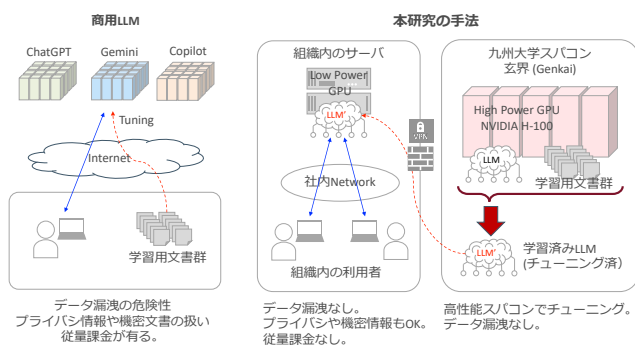 商用LLM
ChatGPT
Gemini
Copilot
Tuning
Internet
学習用文書群
データ漏洩の危険性
プライバシ情報や機密文書の扱い
従量課金が有る。
本研究の手法
組織内のサーバ
Low Power
GPU
LLM'
VPN
社内Network
組織内の利用者
データ漏洩なし。
プライバシや機密情報もOK。
従量課金なし。
九州大学スパコン
玄界 (Genkai)
High Power GPU
NVIDIA H-100
LLM
学習用文書群
LLM'
学習済みLLM
(チューニング済)
高性能スパコンでチューニング。
データ漏洩なし。